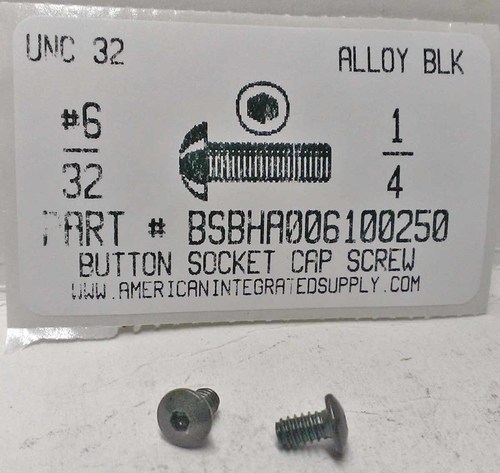 UNC 32
ALLOY BLK
#6
32
1
4
PART # BSBHA006100250
BUTTON SOCKET CAP SCREW
WWW.AMERICANINTEGRATEDSUPPLY.COM